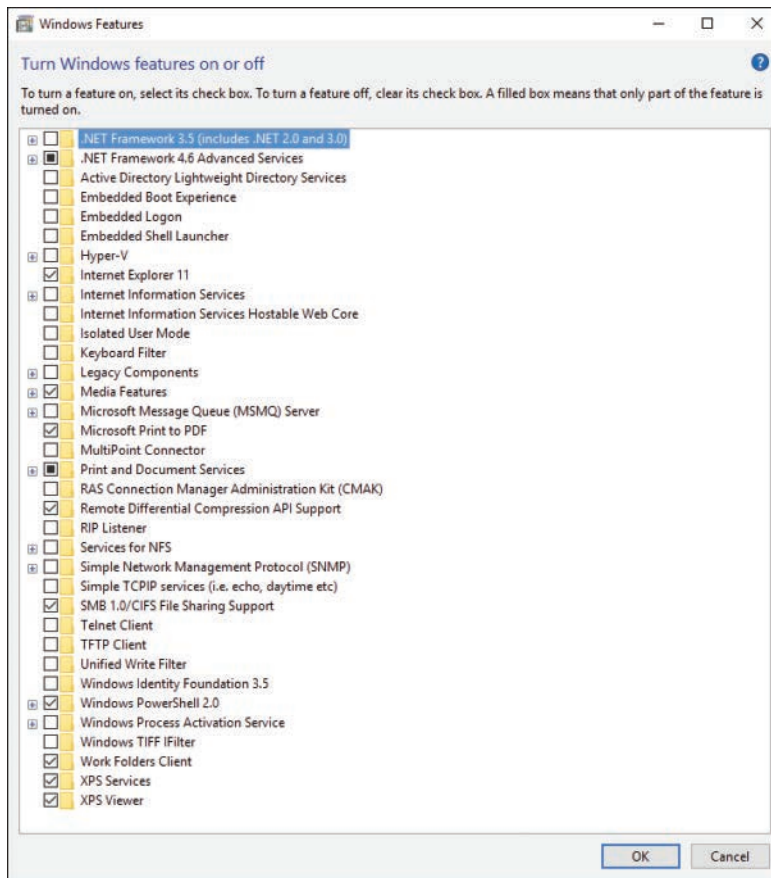 Windows Features
Turn Windows features on or off
To turn a feature on, select its check box. To turn a feature off, clear its check box. A filled box means that only part of the feature is
turned on.
.NET Framework 3.5 (includes .NET 2.0 and 3.0)
.NET Framework 4.6 Advanced Services
Active Directory Lightweight Directory Services
Embedded Boot Experience
Embedded Logon
Embedded Shell Launcher
Hyper-V
Internet Explorer 11
Internet Information Services
Internet Information Services Hostable Web Core
Isolated User Mode
Keyboard Filter
Legacy Components
Media Features
Microsoft Message Queue (MSMQ) Server
Microsoft Print to PDF
MultiPoint Connector
Print and Document Services
RAS Connection Manager Administration Kit (CMAK)
Remote Differential Compression API Support
RIP Listener
Services for NFS
Simple Network Management Protocol (SNMP)
Simple TCPIP services (i.e. echo, daytime etc)
SMB 1.0/CIFS File Sharing Support
Telnet Client
TFTP Client
Unified Write Filter
Windows Identity Foundation 3.5
Windows PowerShell 2.0
Windows Process Activation Service
Windows TIFF IFilter
Work Folders Client
XPS Services
XPS Viewer
OK Cancel